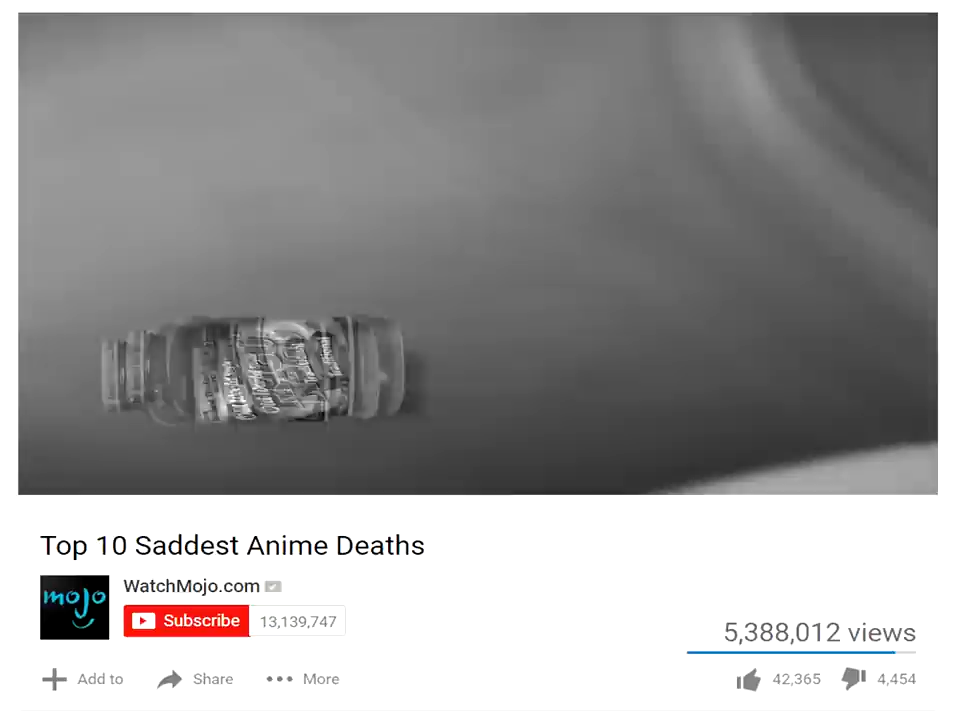 Top 10 Saddest Anime Deaths
mojo
WatchMojo.com
Subscribe 13,139,747
5,388,012 views
Add to Share More 42,365 4,454